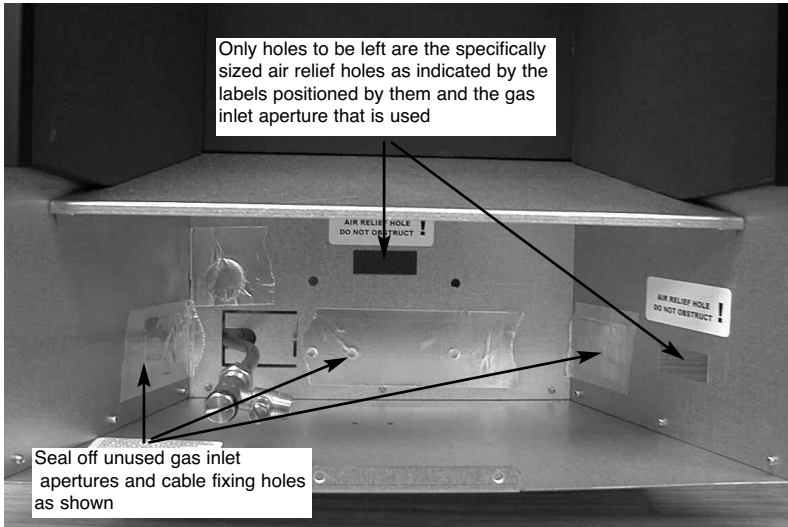 Only holes to be left are the specifically
sized air relief holes as indicated by the
labels positioned by them and the gas
inlet aperture that is used
AIR RELIEF HOLE
DO NOT OBSTRUCT !
AIR RELIEF HOLE
DO NOT OBSTRUCT !
Seal off unused gas inlet
apertures and cable fixing holes
as shown